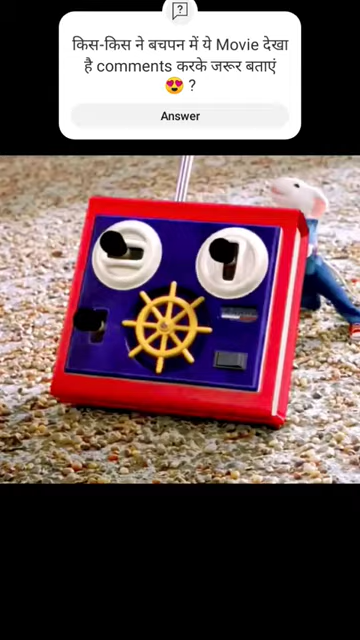 किस-किस ने बचपन में ये Movie देखा
है comments करके जरूर बताएं
😍 ?
Answer